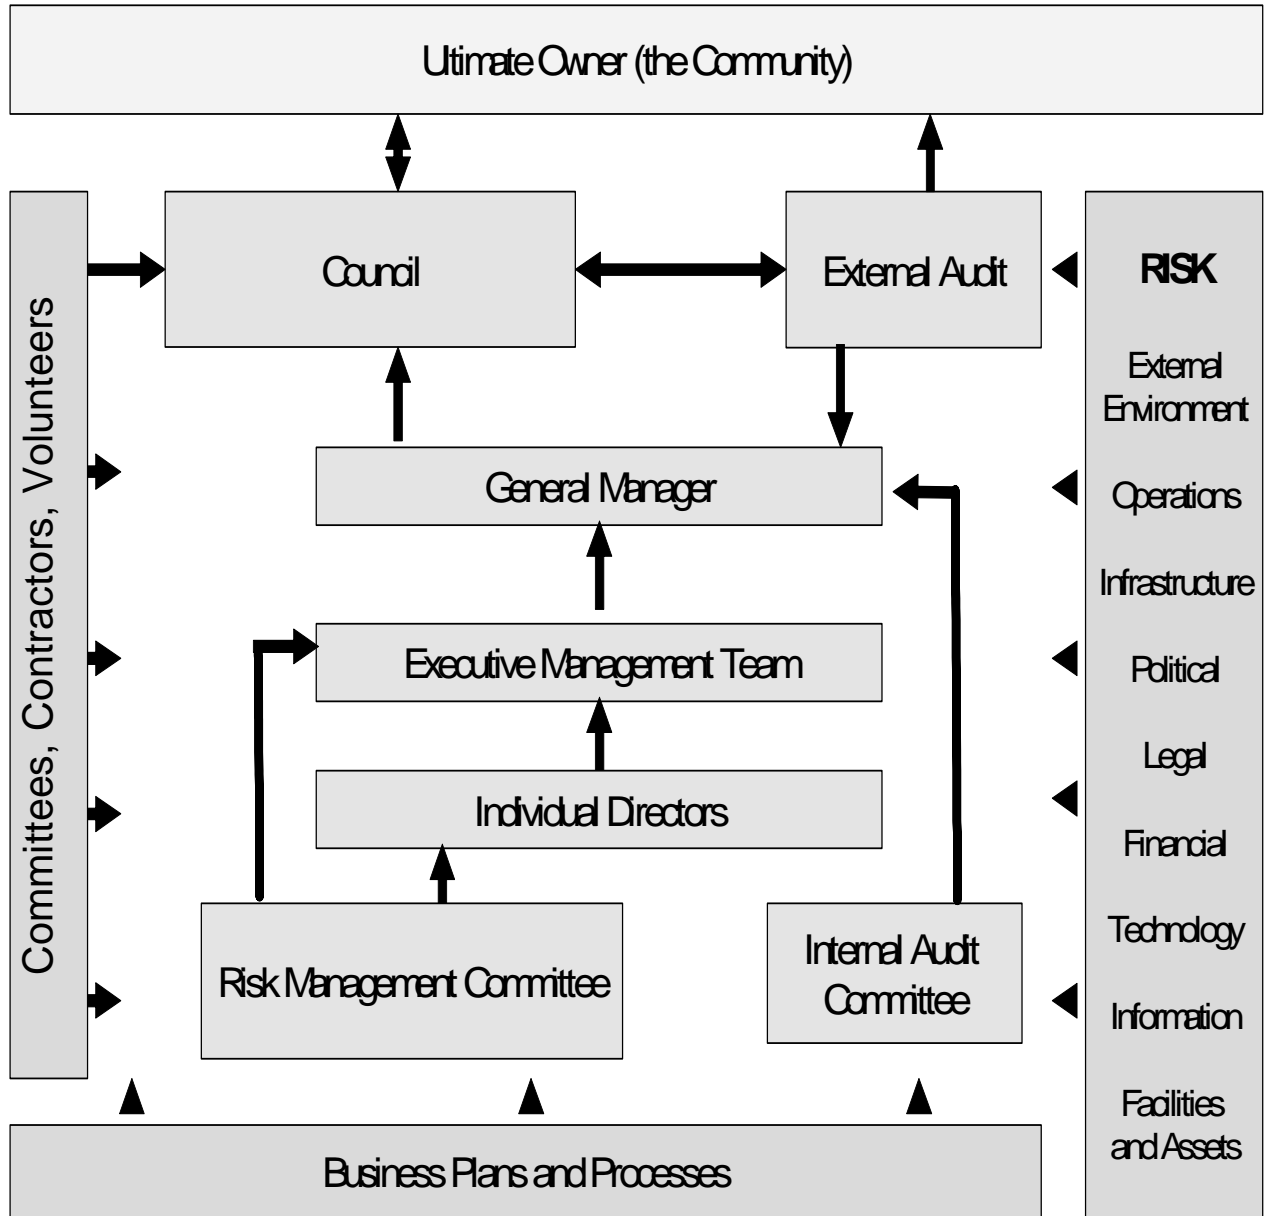 Ultimate Owner (the Community)
Committees, Contractors, Volunteers
Council
External Audit
General Manager
Executive Management Team
Individual Directors
Risk Management Committee
Internal Audit
Committee
RISK
External
Environment
Operations
Infrastructure
Political
Legal
Financial
Technology
Information
Facilities
and Assets
Business Plans and Processes